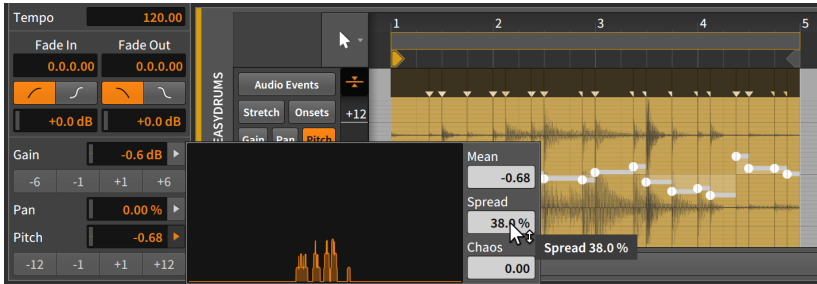 Tempo 120.00
Fade In Fade Out
0.0.0.00 0.0.0.00
+0.0 dB +0.0 dB
Gain -0.6 dB
-6 -1 +1 +6
Pan 0.00 %
Pitch -0.68
-12 -1 +1 +12
EASYDRUMS
1 2 3 4 5
Audio Events
Stretch Onsets
+12
Gain Pan Pitch
Mean
-0.68
Spread
38.0 %
Spread 38.0 %
Chaos
0.00